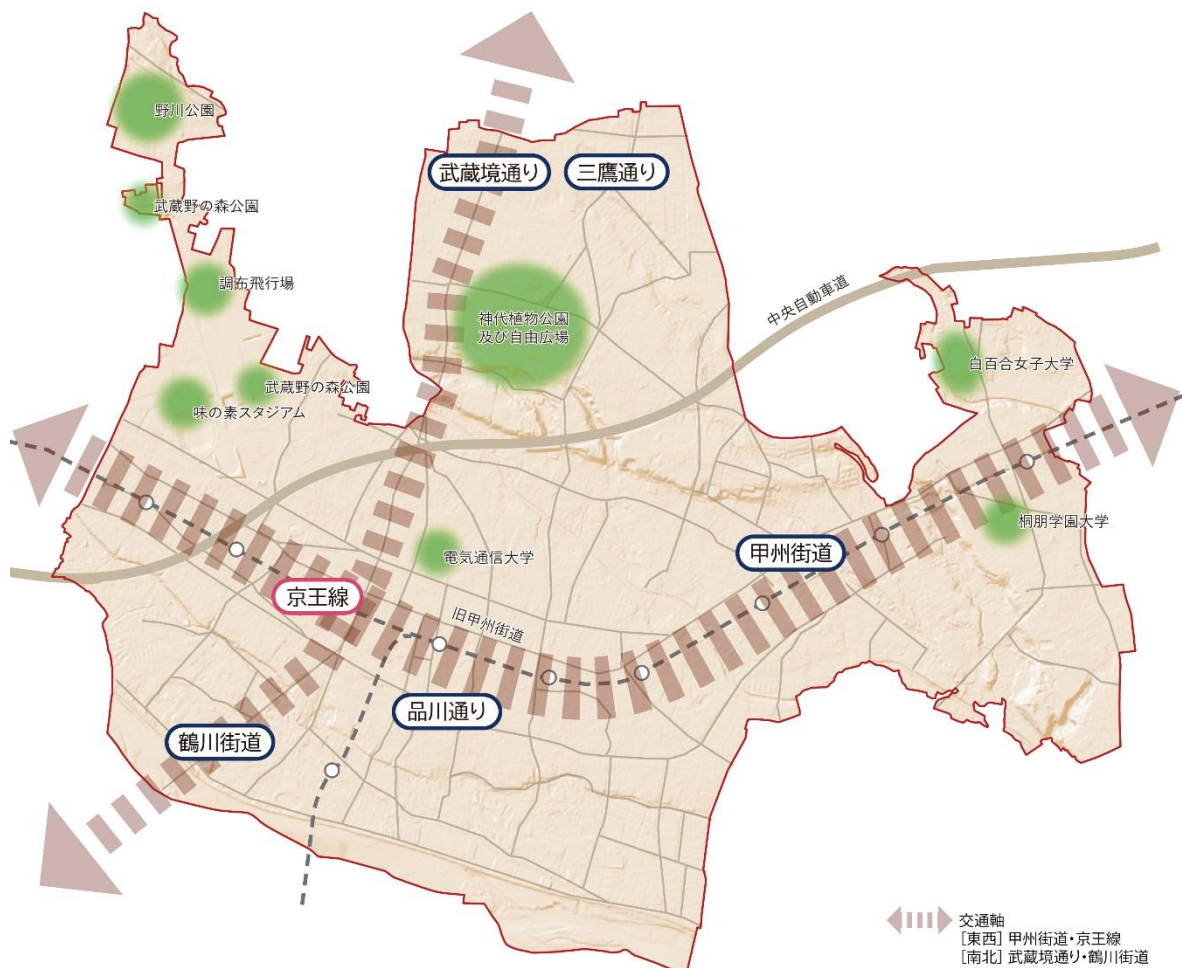 野川公園
武蔵境通り
三鷹通り
武蔵野の森公園
調布飛行場
神代植物公園
及び自由広場
中央自動車道
白百合女子大学
武蔵野の森公園
味の素スタジアム
桐朋学園大学
電気通信大学
甲州街道
京王線
旧甲州街道
品川通り
鶴川街道
交通軸
[東西] 甲州街道・京王線
[南北] 武蔵境通り・鶴川街道